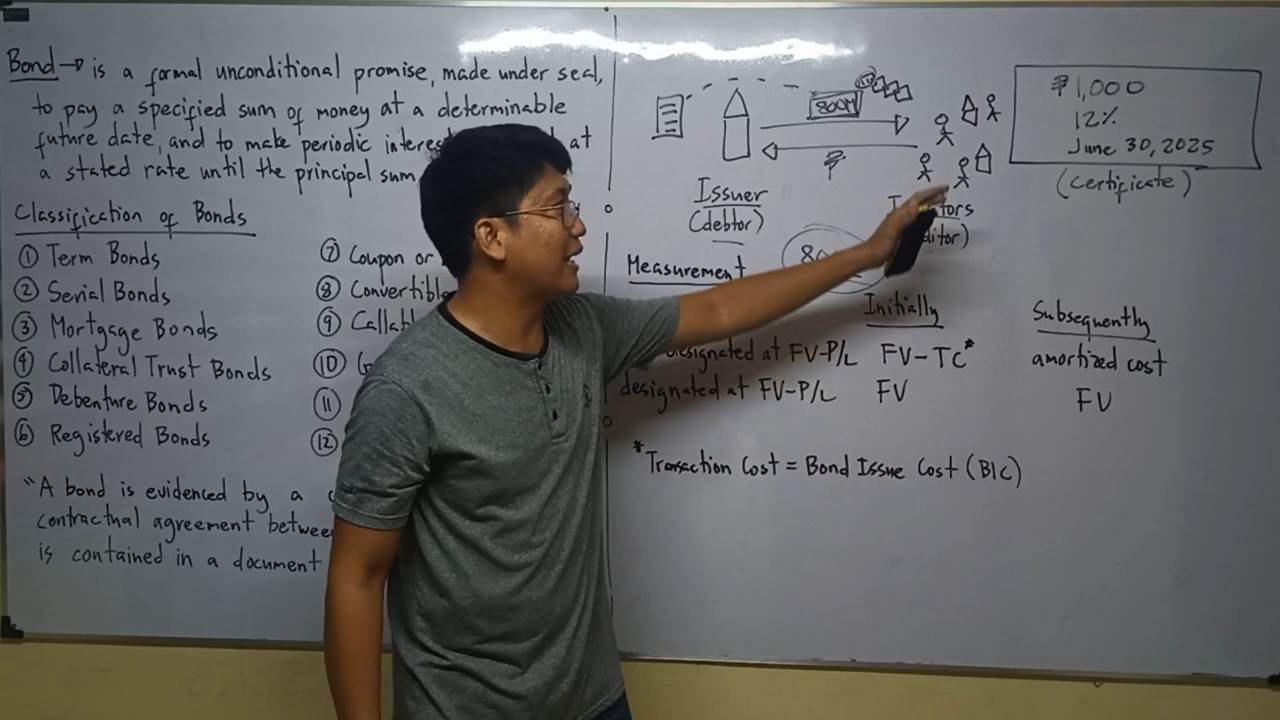 Bond → is a formal unconditional promise, made under seal,
to pay a specified sum of money at a determinable
future date, and to make periodic interes at
a stated rate until the principal sum
Classification of Bonds
① Term Bonds
② Serial Bonds
③ Mortgage Bonds
④ Collateral Trust Bonds
⑤ Debenture Bonds
⑥ Registered Bonds
⑦ Coupon or
⑧ Convertible
⑨ Callab
⑩ G
⑪
⑫
"A bond is evidenced by a c
contractual agreement between
is contained in a document
800M
₱
Issuer
(debtor)
tors
ditor)
₱1,000
12%
June 30, 2025
(certificate)
Measurement
Initially
Subsequently
designated at FV-P/L FV-TC* amortized cost
designated at FV-P/L FV FV
*Transaction Cost = Bond Issue Cost (BIC)